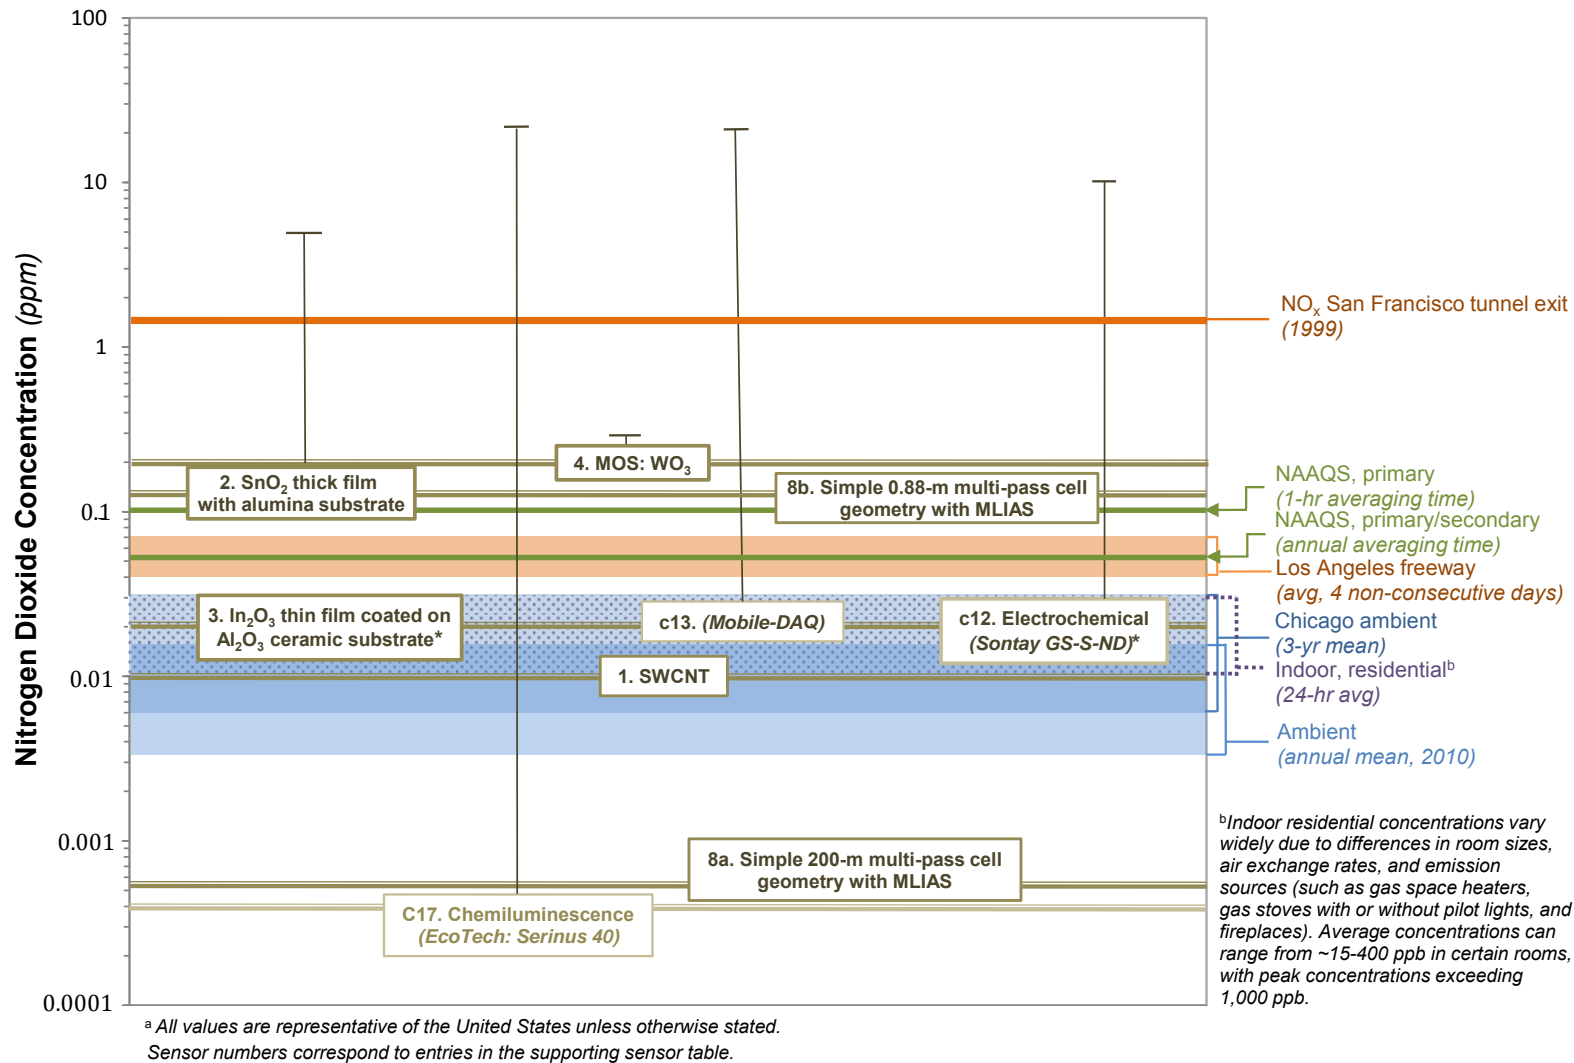 Nitrogen Dioxide Concentration (ppm)
100
10
1
0.1
0.01
0.001
0.0001
4. MOS: WO₃
2. SnO₂ thick film
with alumina substrate
8b. Simple 0.88-m multi-pass cell
geometry with MLIAS
3. In₂O₃ thin film coated on
Al₂O₃ ceramic substrate*
c13. (Mobile-DAQ)
c12. Electrochemical
(Sontay GS-S-ND)*
1. SWCNT
8a. Simple 200-m multi-pass cell
geometry with MLIAS
C17. Chemiluminescence
(EcoTech: Serinus 40)
NOₓ San Francisco tunnel exit
(1999)
NAAQS, primary
(1-hr averaging time)
NAAQS, primary/secondary
(annual averaging time)
Los Angeles freeway
(avg, 4 non-consecutive days)
Chicago ambient
(3-yr mean)
Indoor, residentialᵇ
(24-hr avg)
Ambient
(annual mean, 2010)
ᵇIndoor residential concentrations vary
widely due to differences in room sizes,
air exchange rates, and emission
sources (such as gas space heaters,
gas stoves with or without pilot lights, and
fireplaces). Average concentrations can
range from ~15-400 ppb in certain rooms,
with peak concentrations exceeding
1,000 ppb.
ᵃ All values are representative of the United States unless otherwise stated.
Sensor numbers correspond to entries in the supporting sensor table.